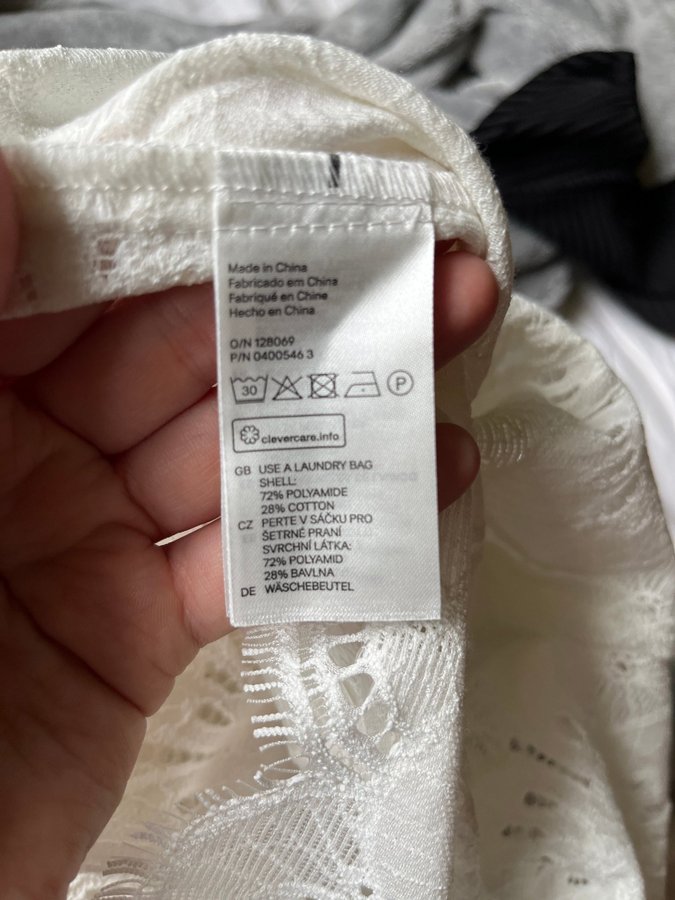 Made in China
Fabricado em China
Fabriqué en Chine
Hecho en China
O/N 128069
P/N 0400546 3
30 P
clevercare.info
GB USE A LAUNDRY BAG
SHELL:
72% POLYAMIDE
28% COTTON
CZ PERTE V SÁČKU PRO
ŠETRNÉ PRANÍ
SVRCHNÍ LÁTKA:
72% POLYAMID
28% BAVLNA
DE WÄSCHEBEUTEL